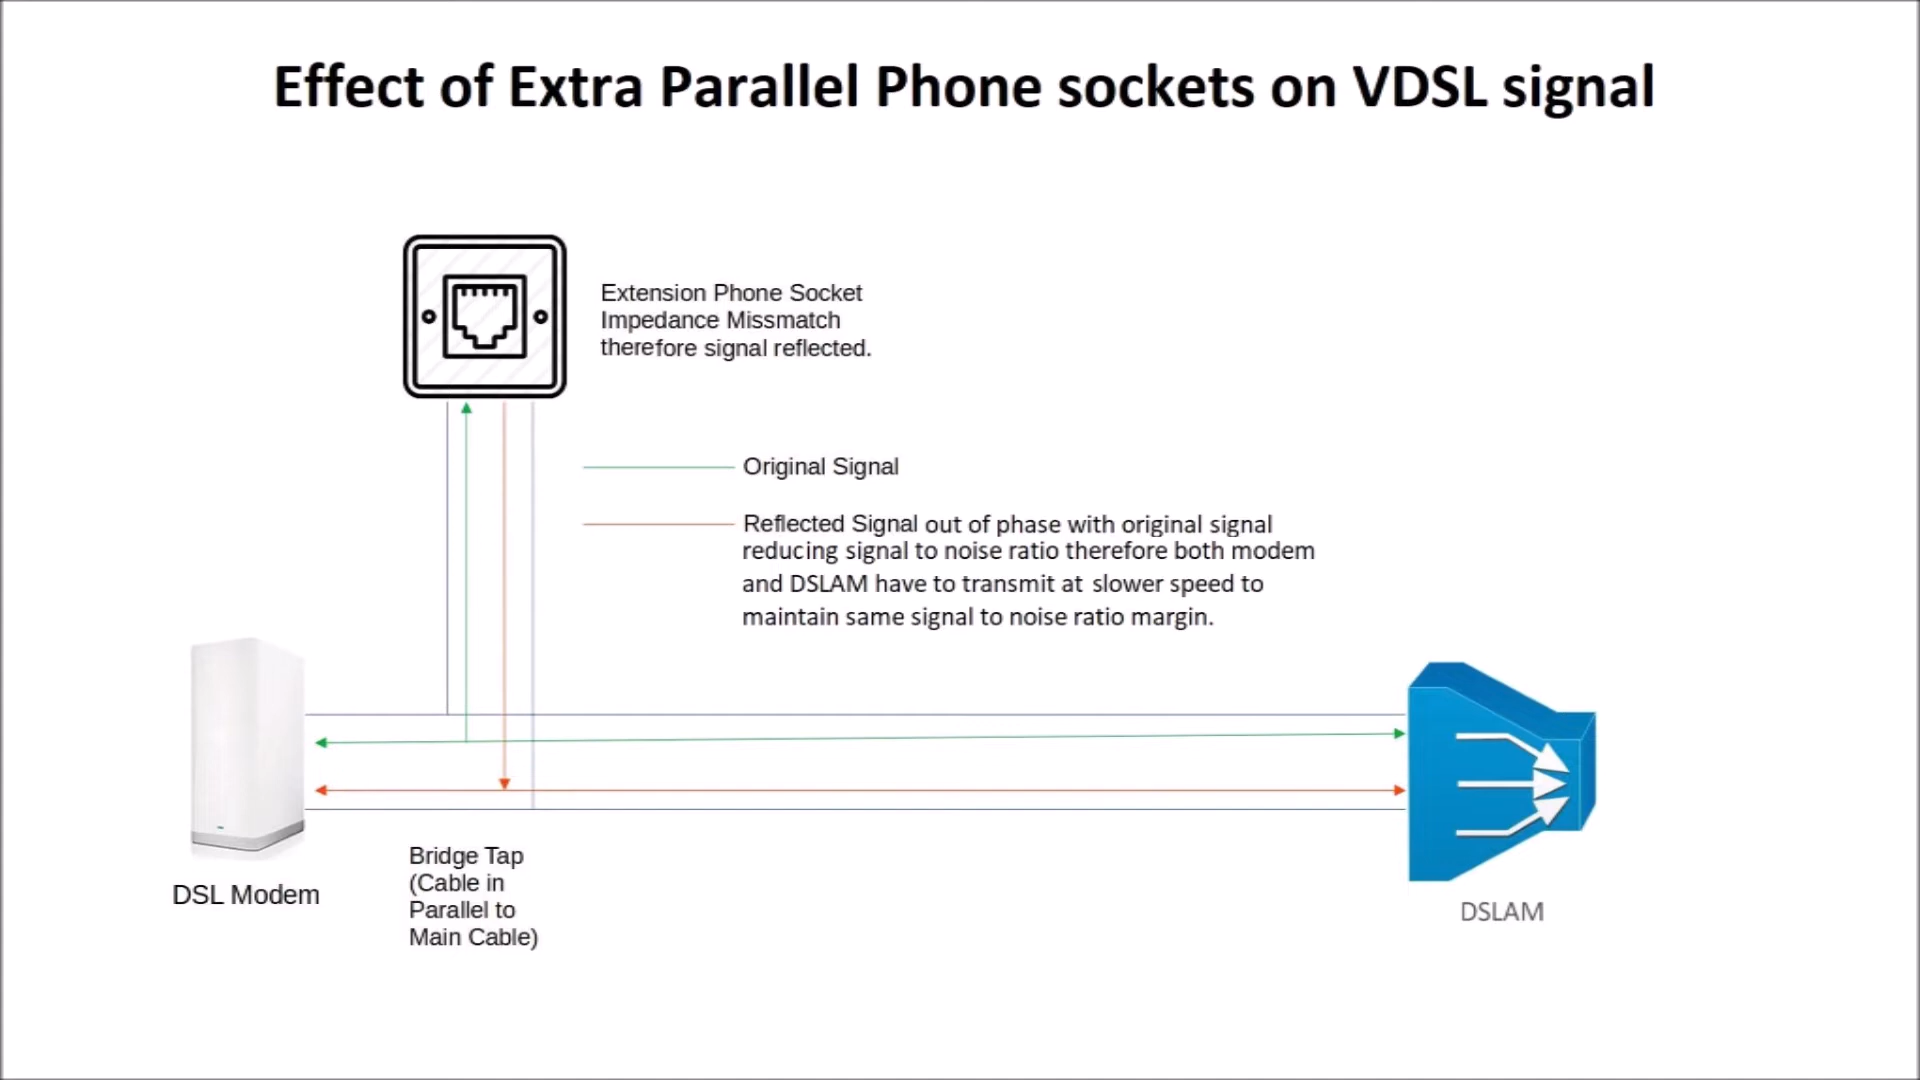 Effect of Extra Parallel Phone sockets on VDSL signal
Extension Phone Socket
Impedance Missmatch
therefore signal reflected.
Original Signal
Reflected Signal out of phase with original signal
reducing signal to noise ratio therefore both modem
and DSLAM have to transmit at slower speed to
maintain same signal to noise ratio margin.
Bridge Tap
(Cable in
Parallel to
Main Cable)
DSL Modem
DSLAM